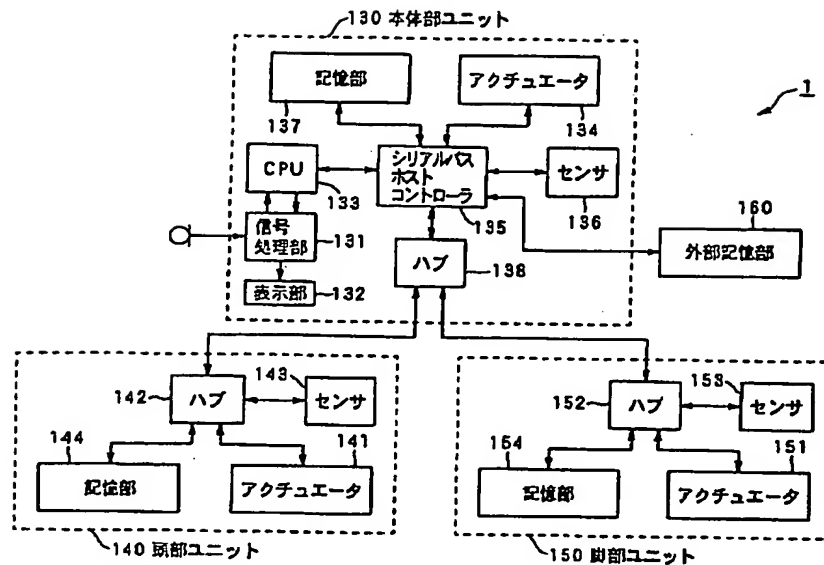 130 本体部ユニット
1
記憶部
137
アクチュエータ
134
CPU
133
シリアルバス
ホスト
コントローラ
135
センサ
136
信号
処理部
131
表示部
132
ハブ
138
160
外部記憶部
142
ハブ
143
センサ
144
記憶部
141
アクチュエータ
140 頭部ユニット
152
ハブ
153
センサ
154
記憶部
151
アクチュエータ
150 脚部ユニット